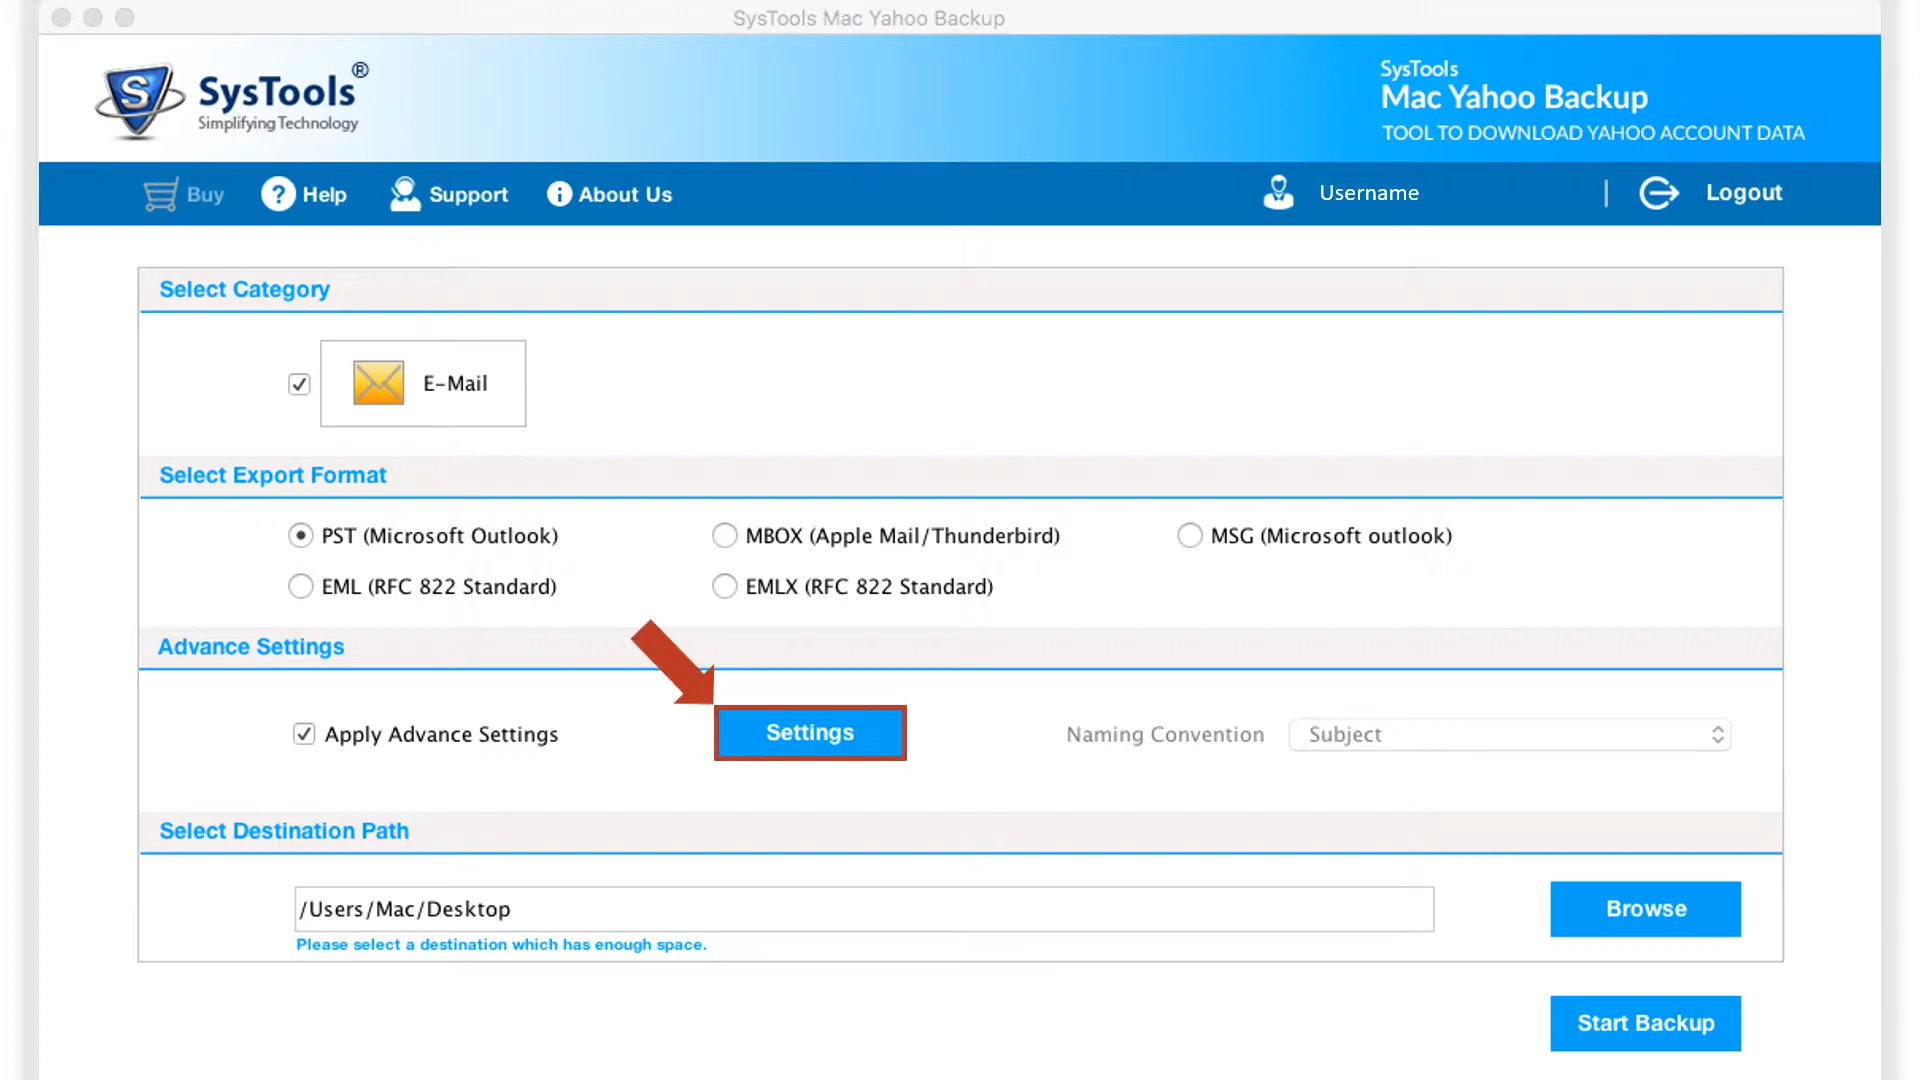 SysTools Mac Yahoo Backup
S
SysTools®
Simplifying Technology
SysTools
Mac Yahoo Backup
TOOL TO DOWNLOAD YAHOO ACCOUNT DATA
Buy
? Help
Support
i About Us
Username
|
Logout
Select Category
E-Mail
Select Export Format
PST (Microsoft Outlook)
MBOX (Apple Mail/Thunderbird)
MSG (Microsoft outlook)
EML (RFC 822 Standard)
EMLX (RFC 822 Standard)
Advance Settings
Apply Advance Settings
Settings
Naming Convention
Subject
Select Destination Path
/Users/Mac/Desktop
Browse
Please select a destination which has enough space.
Start Backup